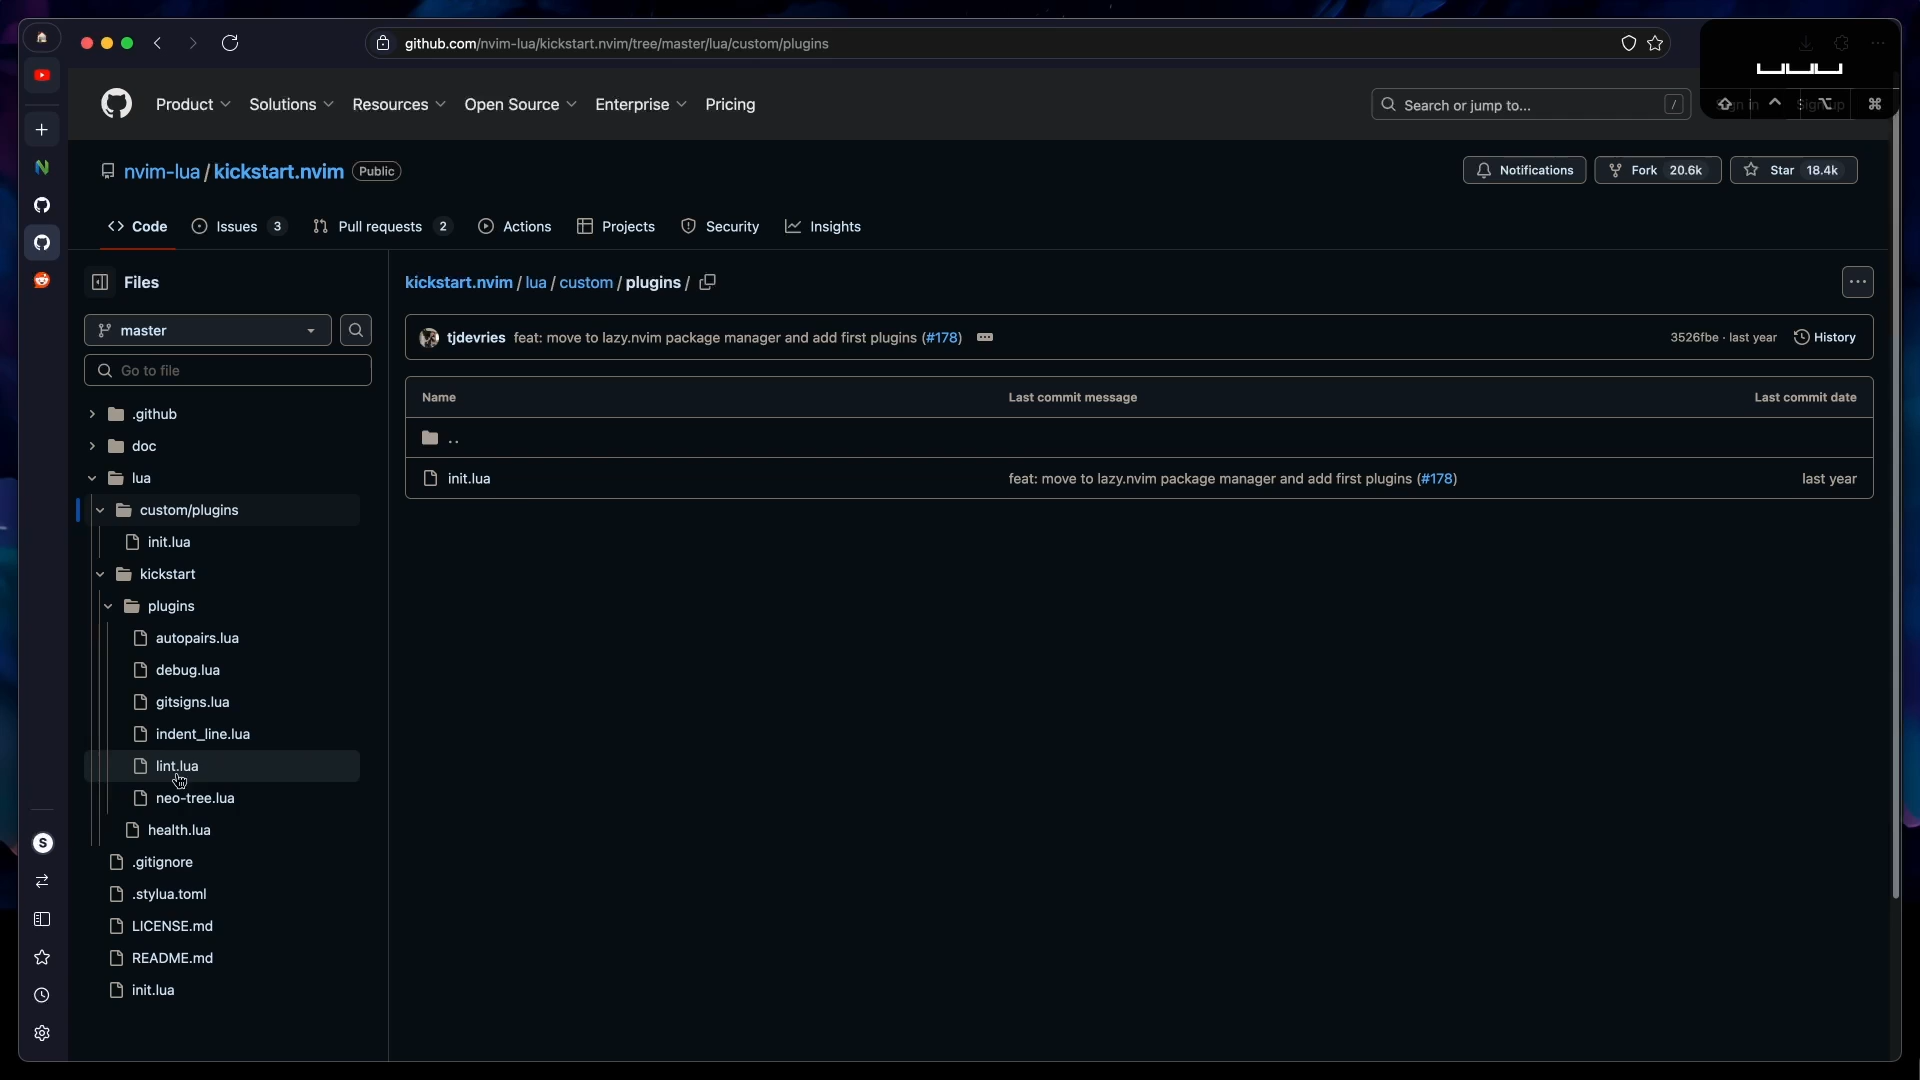 github.com/nvim-lua/kickstart.nvim/tree/master/lua/custom/plugins
Product
Solutions
Resources
Open Source
Enterprise
Pricing
Search or jump to...
/
Sign in
Sign up
nvim-lua / kickstart.nvim
Public
Notifications
Fork 20.6k
Star 18.4k
Code
Issues 3
Pull requests 2
Actions
Projects
Security
Insights
Files
master
Go to file
.github
doc
lua
custom/plugins
init.lua
kickstart
plugins
autopairs.lua
debug.lua
gitsigns.lua
indent_line.lua
lint.lua
neo-tree.lua
health.lua
.gitignore
.stylua.toml
LICENSE.md
README.md
init.lua
S
kickstart.nvim / lua / custom / plugins /
tjdevries feat: move to lazy.nvim package manager and add first plugins (#178)
3526fbe · last year
History
Name
Last commit message
Last commit date
..
init.lua
feat: move to lazy.nvim package manager and add first plugins (#178)
last year